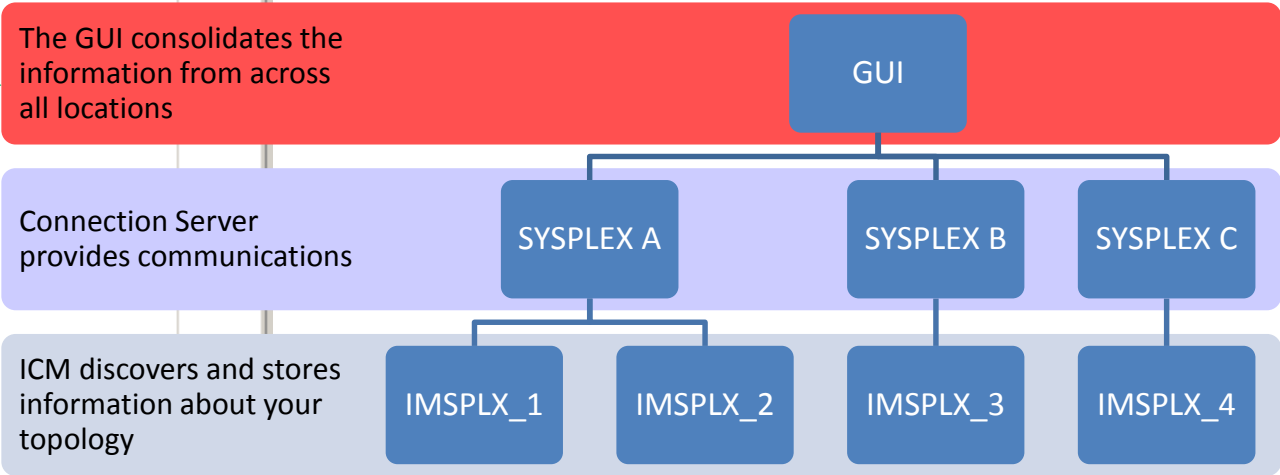 The GUI consolidates the
information from across
all locations
GUI
Connection Server
provides communications
SYSPLEX A
SYSPLEX B
SYSPLEX C
ICM discovers and stores
information about your
topology
IMSPLX_1
IMSPLX_2
IMSPLX_3
IMSPLX_4